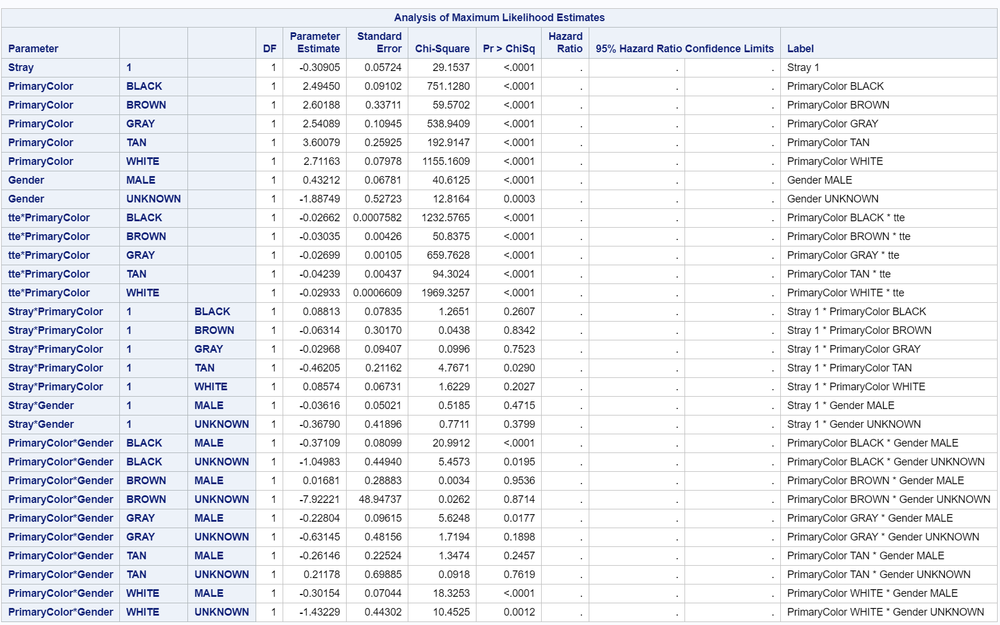 Analysis of Maximum Likelihood Estimates
Parameter DF Parameter Estimate Standard Error Chi-Square Pr > ChiSq Hazard Ratio 95% Hazard Ratio Confidence Limits Label
Stray 1 1 -0.30905 0.05724 29.1537 <.0001 . . . Stray 1
PrimaryColor BLACK 1 2.49450 0.09102 751.1280 <.0001 . . . PrimaryColor BLACK
PrimaryColor BROWN 1 2.60188 0.33711 59.5702 <.0001 . . . PrimaryColor BROWN
PrimaryColor GRAY 1 2.54089 0.10945 538.9409 <.0001 . . . PrimaryColor GRAY
PrimaryColor TAN 1 3.60079 0.25925 192.9147 <.0001 . . . PrimaryColor TAN
PrimaryColor WHITE 1 2.71163 0.07978 1155.1609 <.0001 . . . PrimaryColor WHITE
Gender MALE 1 0.43212 0.06781 40.6125 <.0001 . . . Gender MALE
Gender UNKNOWN 1 -1.88749 0.52723 12.8164 0.0003 . . . Gender UNKNOWN
tte*PrimaryColor BLACK 1 -0.02662 0.0007582 1232.5765 <.0001 . . . PrimaryColor BLACK * tte
tte*PrimaryColor BROWN 1 -0.03035 0.00426 50.8375 <.0001 . . . PrimaryColor BROWN * tte
tte*PrimaryColor GRAY 1 -0.02699 0.00105 659.7628 <.0001 . . . PrimaryColor GRAY * tte
tte*PrimaryColor TAN 1 -0.04239 0.00437 94.3024 <.0001 . . . PrimaryColor TAN * tte
tte*PrimaryColor WHITE 1 -0.02933 0.0006609 1969.3257 <.0001 . . . PrimaryColor WHITE * tte
Stray*PrimaryColor 1 BLACK 1 0.08813 0.07835 1.2651 0.2607 . . . Stray 1 * PrimaryColor BLACK
Stray*PrimaryColor 1 BROWN 1 -0.06314 0.30170 0.0438 0.8342 . . . Stray 1 * PrimaryColor BROWN
Stray*PrimaryColor 1 GRAY 1 -0.02968 0.09407 0.0996 0.7523 . . . Stray 1 * PrimaryColor GRAY
Stray*PrimaryColor 1 TAN 1 -0.46205 0.21162 4.7671 0.0290 . . . Stray 1 * PrimaryColor TAN
Stray*PrimaryColor 1 WHITE 1 0.08574 0.06731 1.6229 0.2027 . . . Stray 1 * PrimaryColor WHITE
Stray*Gender 1 MALE 1 -0.03616 0.05021 0.5185 0.4715 . . . Stray 1 * Gender MALE
Stray*Gender 1 UNKNOWN 1 -0.36790 0.41896 0.7711 0.3799 . . . Stray 1 * Gender UNKNOWN
PrimaryColor*Gender BLACK MALE 1 -0.37109 0.08099 20.9912 <.0001 . . . PrimaryColor BLACK * Gender MALE
PrimaryColor*Gender BLACK UNKNOWN 1 -1.04983 0.44940 5.4573 0.0195 . . . PrimaryColor BLACK * Gender UNKNOWN
PrimaryColor*Gender BROWN MALE 1 0.01681 0.28883 0.0034 0.9536 . . . PrimaryColor BROWN * Gender MALE
PrimaryColor*Gender BROWN UNKNOWN 1 -7.92221 48.94737 0.0262 0.8714 . . . PrimaryColor BROWN * Gender UNKNOWN
PrimaryColor*Gender GRAY MALE 1 -0.22804 0.09615 5.6248 0.0177 . . . PrimaryColor GRAY * Gender MALE
PrimaryColor*Gender GRAY UNKNOWN 1 -0.63145 0.48156 1.7194 0.1898 . . . PrimaryColor GRAY * Gender UNKNOWN
PrimaryColor*Gender TAN MALE 1 -0.26146 0.22524 1.3474 0.2457 . . . PrimaryColor TAN * Gender MALE
PrimaryColor*Gender TAN UNKNOWN 1 0.21178 0.69885 0.0918 0.7619 . . . PrimaryColor TAN * Gender UNKNOWN
PrimaryColor*Gender WHITE MALE 1 -0.30154 0.07044 18.3253 <.0001 . . . PrimaryColor WHITE * Gender MALE
PrimaryColor*Gender WHITE UNKNOWN 1 -1.43229 0.44302 10.4525 0.0012 . . . PrimaryColor WHITE * Gender UNKNOWN